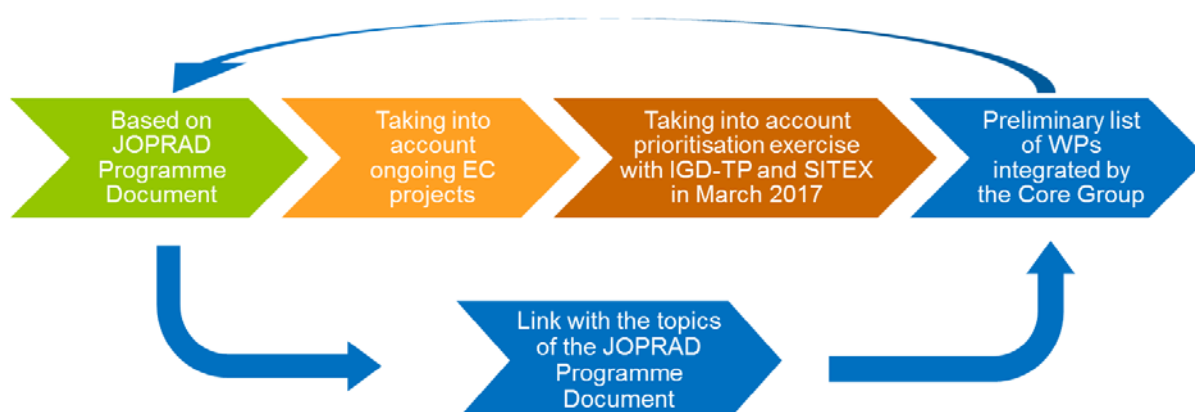 Based on
JOPRAD
Programme
Document
Taking into
account
ongoing EC
projects
Taking into account
prioritisation exercise
with IGD-TP and SITEX
in March 2017
Preliminary list
of WPs
integrated by
the Core Group
Link with the topics
of the JOPRAD
Programme
Document